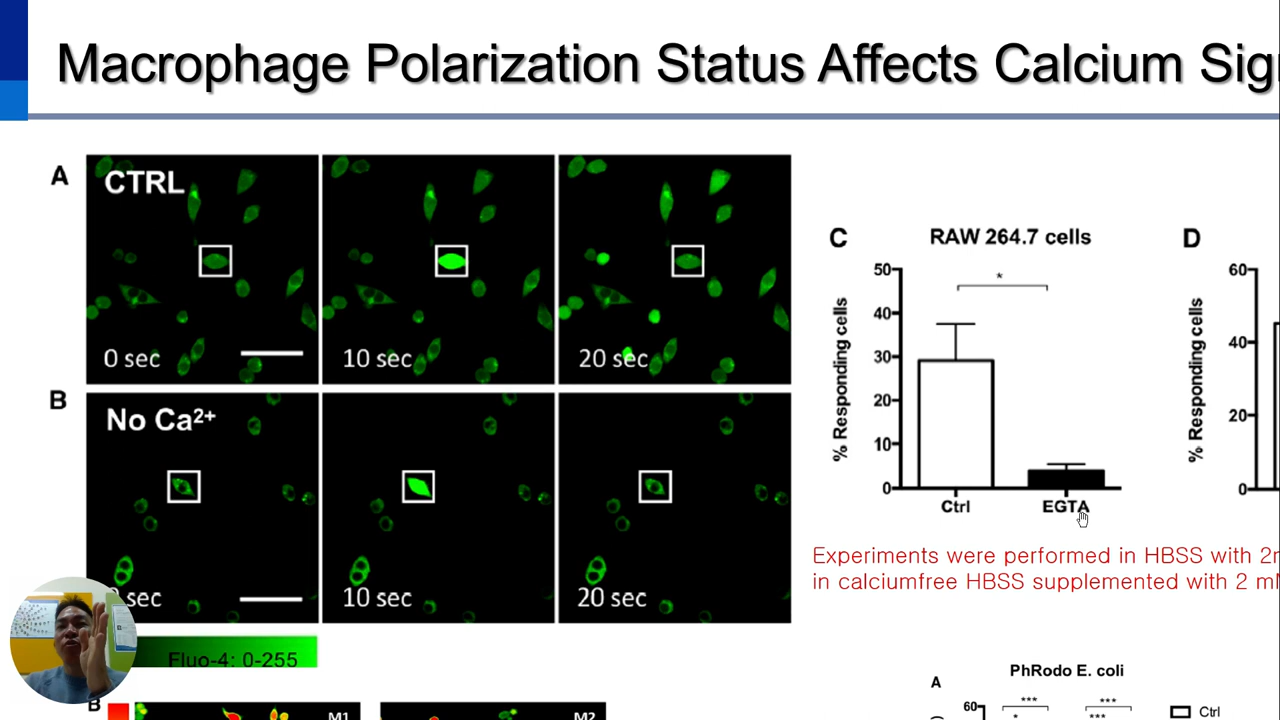 Macrophage Polarization Status Affects Calcium Sig
A
CTRL
0 sec
10 sec
20 sec
B
No Ca²⁺
sec
10 sec
20 sec
Fluo-4: 0-255
C
RAW 264.7 cells
% Responding cells
50
40
30
20
10
0
*
Ctrl
EGTA
D
% Responding cells
60
40
20
0
Experiments were performed in HBSS with 2
in calciumfree HBSS supplemented with 2 m
B
M1
M2
PhRodo E. coli
A
60
***
***
*
***
Ctrl